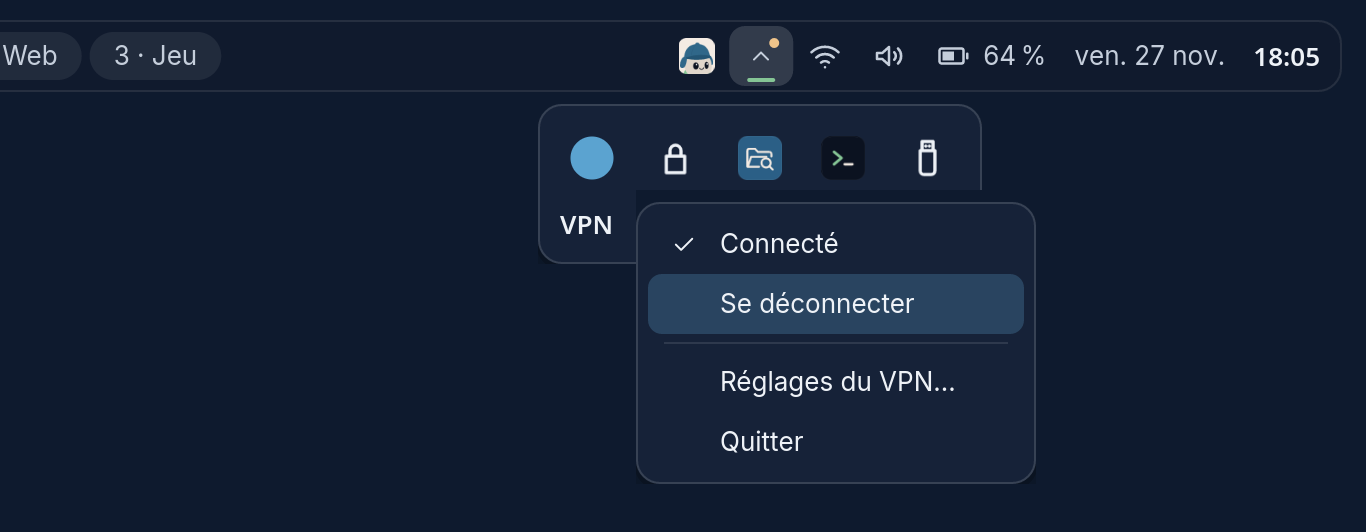 Web
3 · Jeu
64 %
ven. 27 nov.
18:05
VPN
Connecté
Se déconnecter
Réglages du VPN…
Quitter